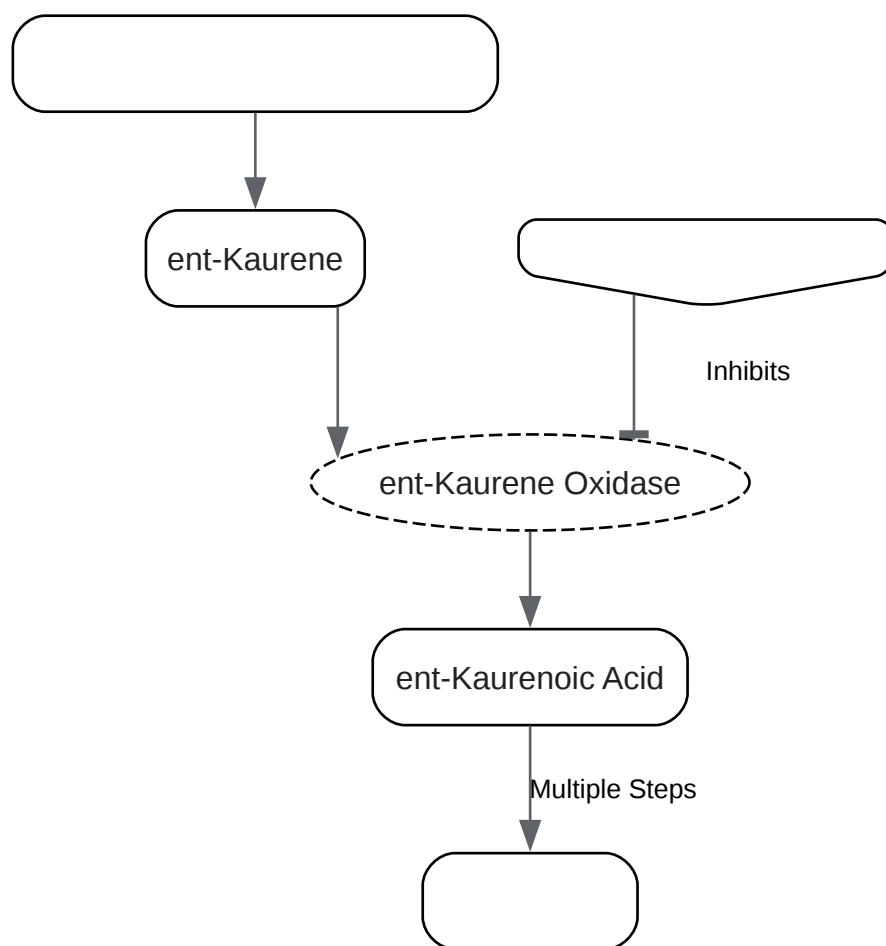 ent-Kaurene
Inhibits
ent-Kaurene Oxidase
ent-Kaurenoic Acid
Multiple Steps